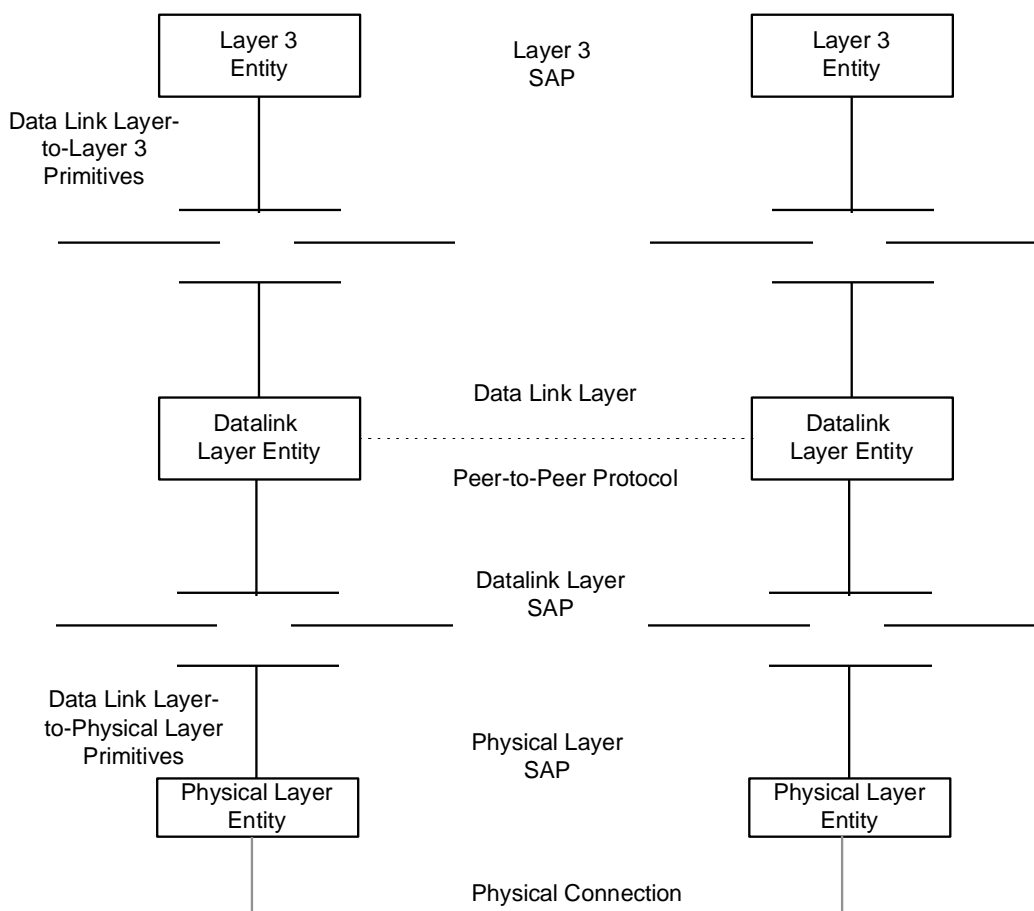 Layer 3
Entity
Layer 3
SAP
Layer 3
Entity
Data Link Layer-
to-Layer 3
Primitives
Data Link Layer
Datalink
Layer Entity
Datalink
Layer Entity
Peer-to-Peer Protocol
Datalink Layer
SAP
Data Link Layer-
to-Physical Layer
Primitives
Physical Layer
SAP
Physical Layer
Entity
Physical Layer
Entity
Physical Connection